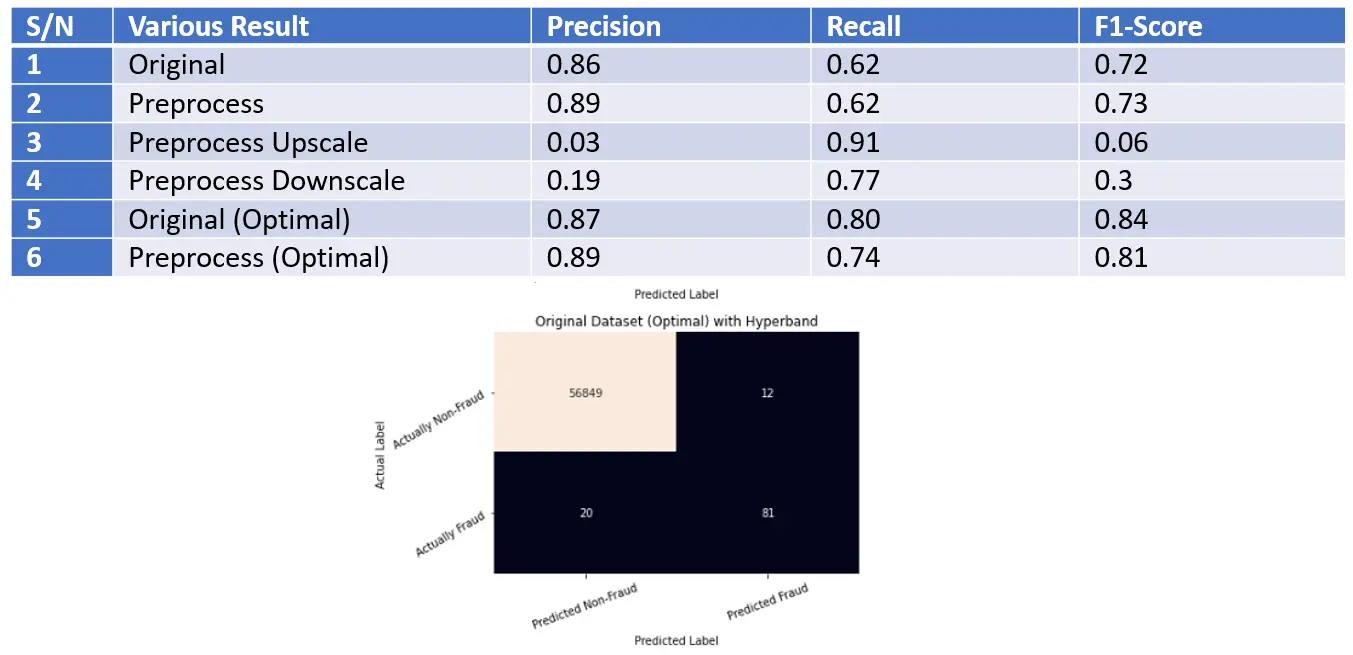 S/N Various Result Precision Recall F1-Score
1 Original 0.86 0.62 0.72
2 Preprocess 0.89 0.62 0.73
3 Preprocess Upscale 0.03 0.91 0.06
4 Preprocess Downscale 0.19 0.77 0.3
5 Original (Optimal) 0.87 0.80 0.84
6 Preprocess (Optimal) 0.89 0.74 0.81
Predicted Label
Original Dataset (Optimal) with Hyperband
Actual Label
Actually Non-Fraud
56849 12
Actually Fraud
20 81
Predicted Non-Fraud Predicted Fraud
Predicted Label